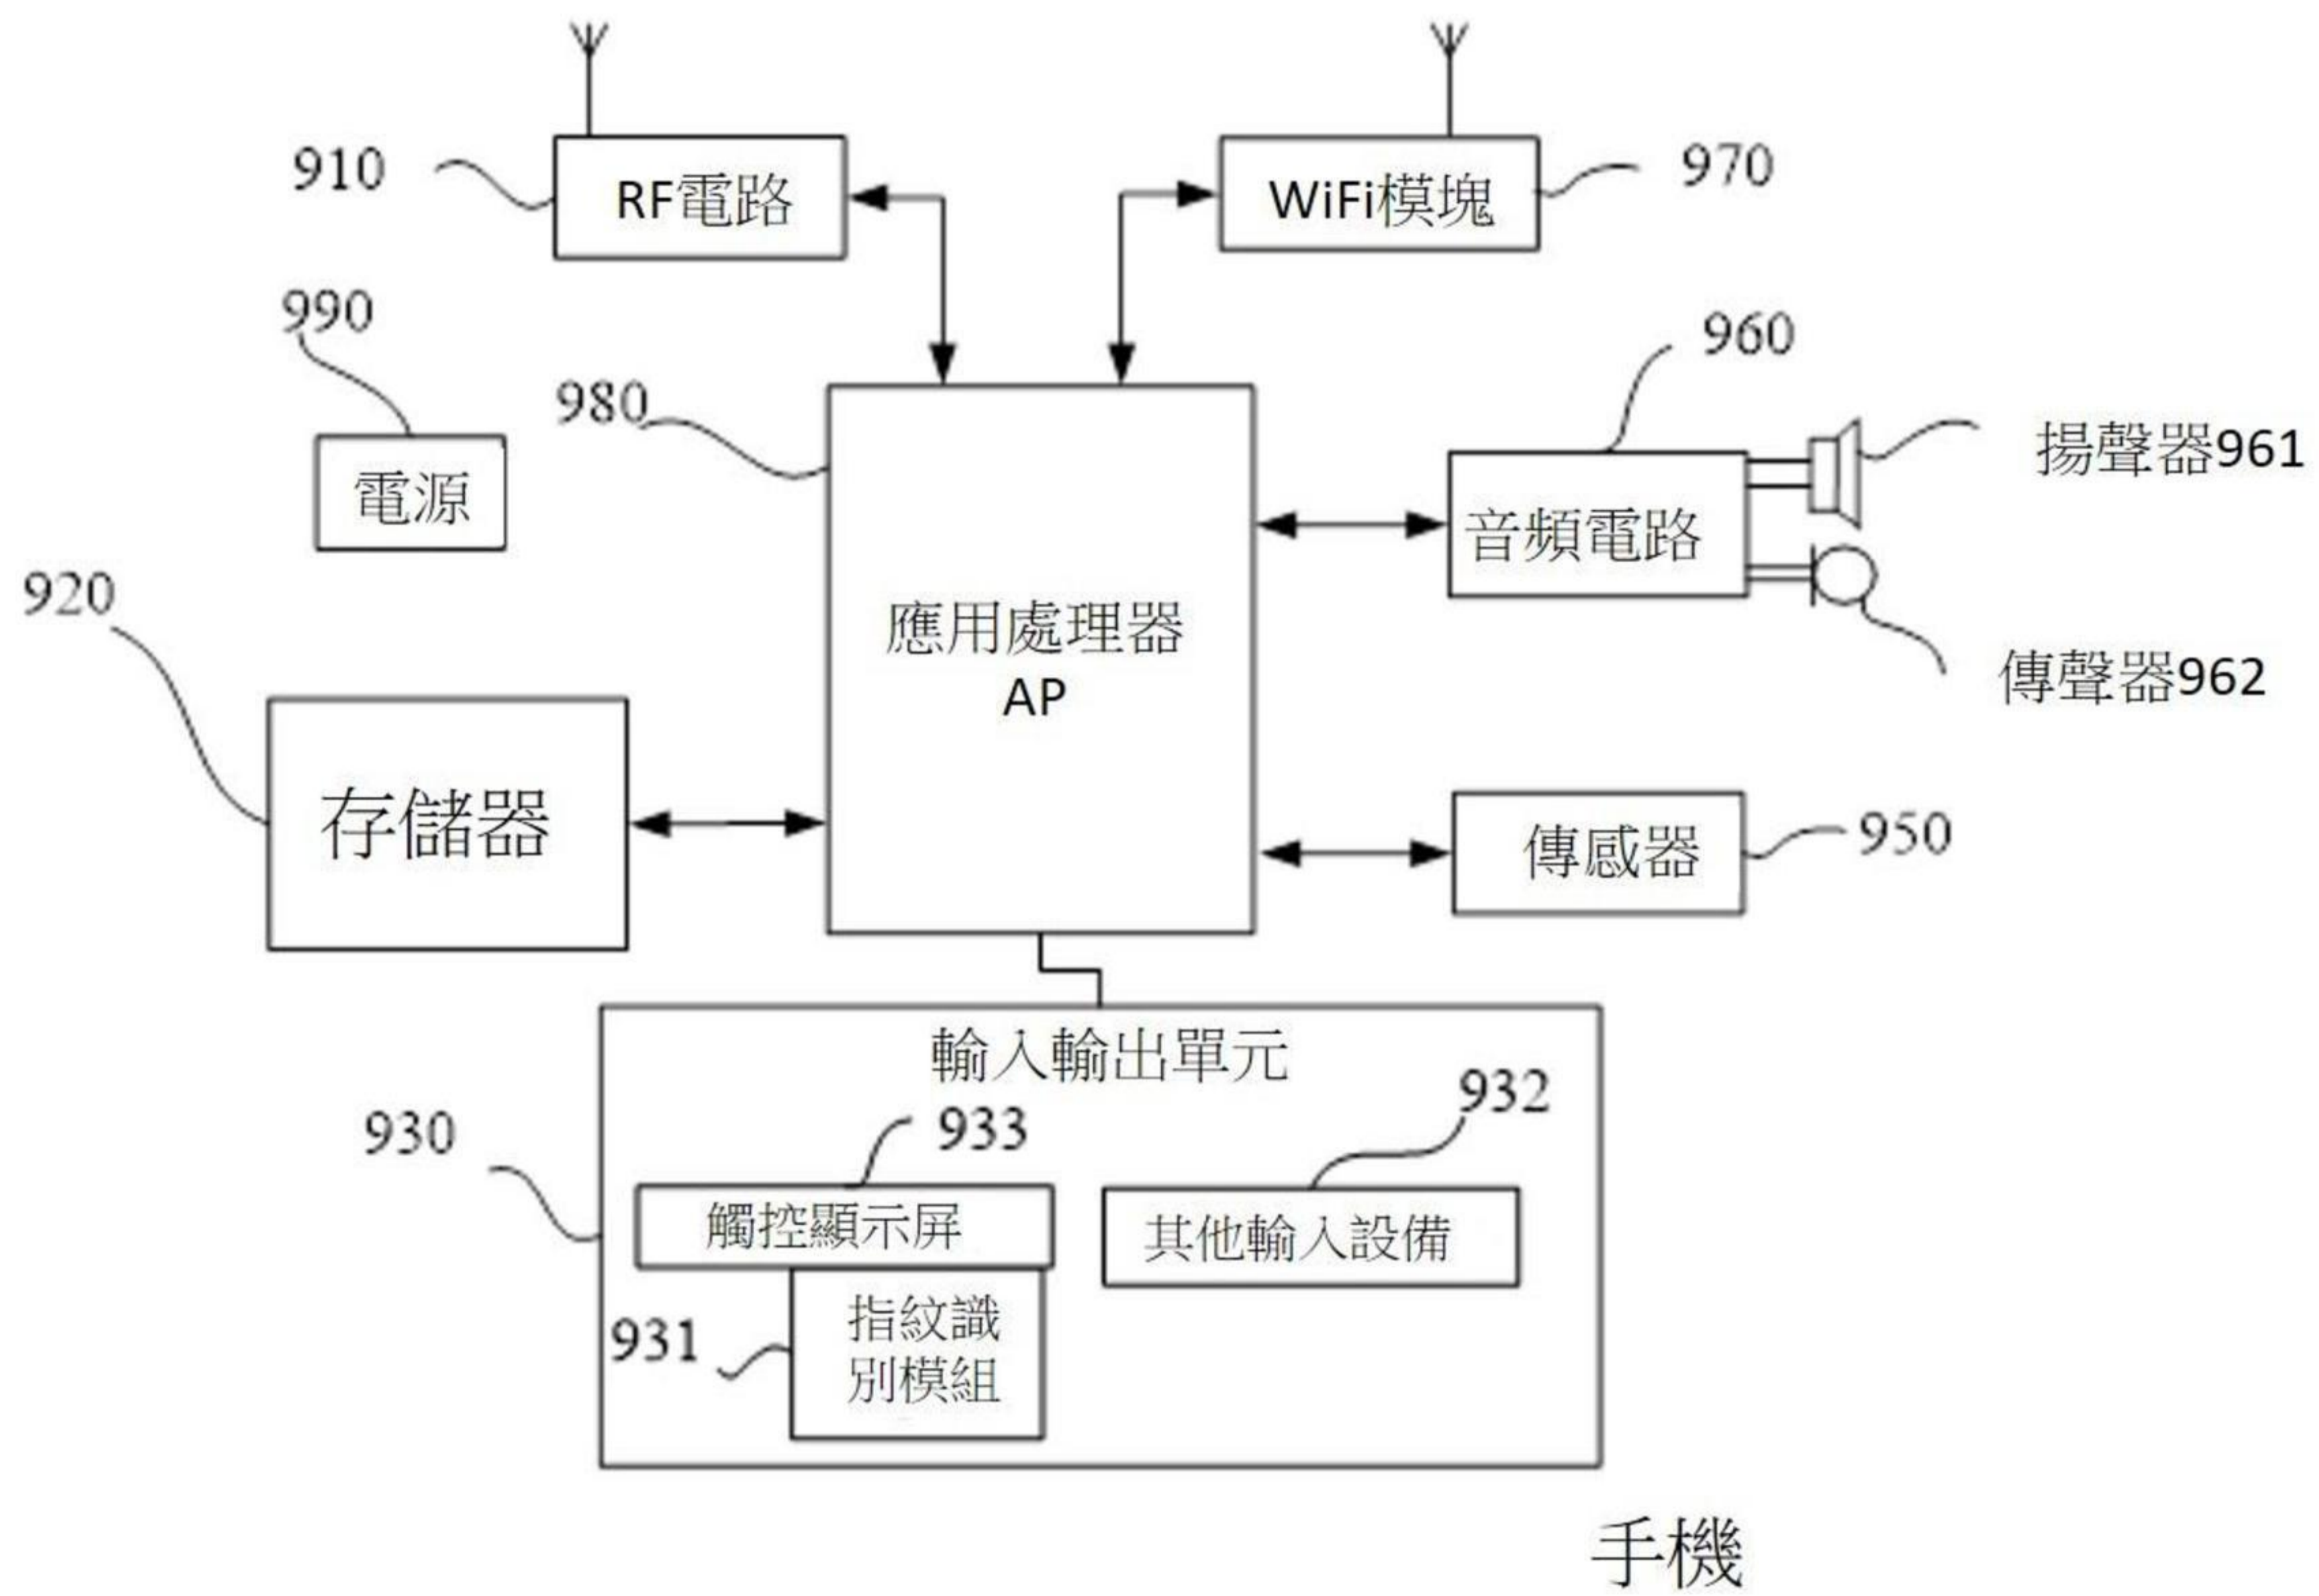 910
RF電路
WiFi模塊
970
990
電源
980
960
音頻電路
揚聲器961
傳聲器962
920
存儲器
應用處理器
AP
傳感器
950
輸入輸出單元
930
933
觸控顯示屏
932
其他輸入設備
931
指紋識
別模組
手機